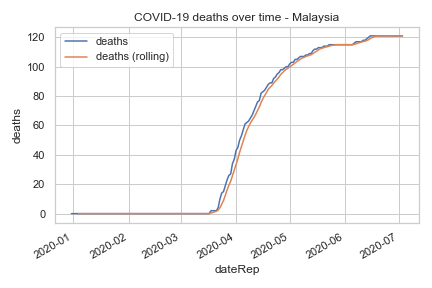 COVID-19 deaths over time - Malaysia
deaths
deaths (rolling)
120
100
80
60
40
20
0
deaths
2020-01
2020-02
2020-03
2020-04
2020-05
2020-06
2020-07
dateRep